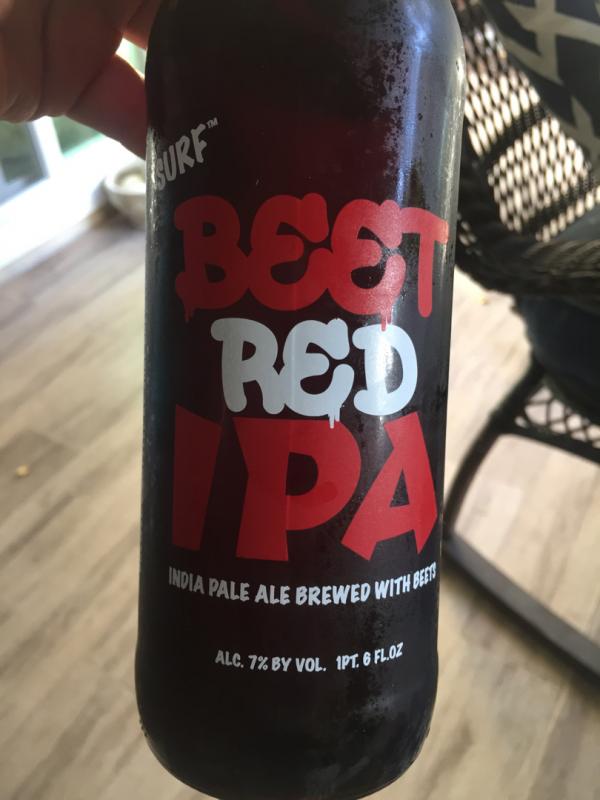 SURF™
BEET
RED
IPA
INDIA PALE ALE BREWED WITH BEETS
ALC. 7% BY VOL. 1PT. 6 FL.OZ